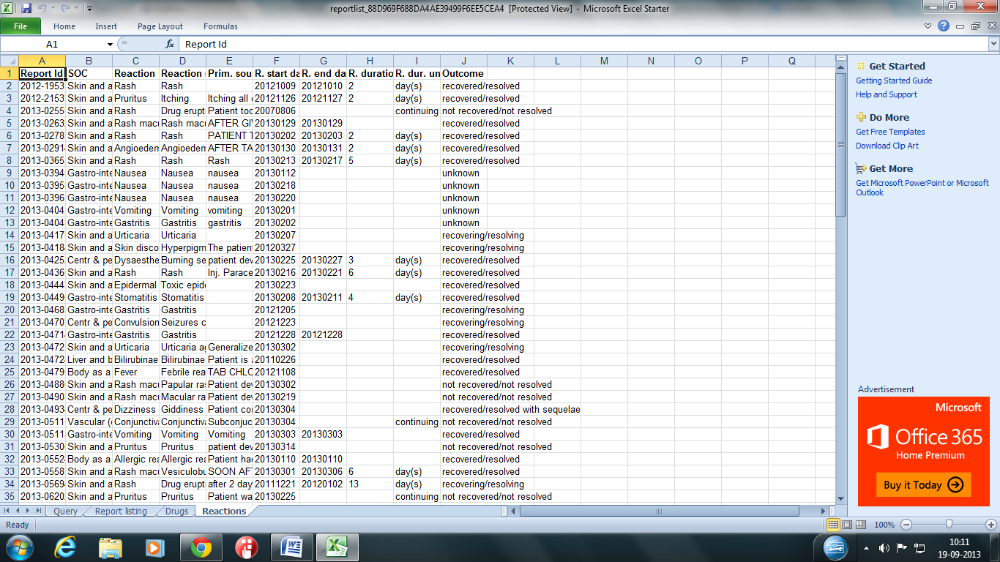 reportlist_88D969F688DA4AE39499F6EE5CEA4 [Protected View] - Microsoft Excel Starter
File Home Insert Page Layout Formulas
A1 fx Report Id
A B C D E F G H I J K L M N O P Q
1 Report Id SOC Reaction Reaction Prim. sou R. start da R. end da R. duratio R. dur. un Outcome
2 2012-1953 Skin and a Rash Rash 20121009 20121010 2 day(s) recovered/resolved
3 2012-2153 Skin and a Pruritus Itching Itching all 20121126 20121127 2 day(s) recovered/resolved
4 2013-0255 Skin and a Rash Drug erupt Patient too 20070806 continuing not recovered/not resolved
5 2013-0263 Skin and a Rash macu Rash macu AFTER GIV 20130129 20130129 recovered/resolved
6 2013-0278 Skin and a Rash Rash PATIENT T 20130202 20130203 2 day(s) recovered/resolved
7 2013-0291 Skin and a Angioeden Angioeden AFTER TA 20130130 20130131 2 day(s) recovered/resolved
8 2013-0365 Skin and a Rash Rash Rash 20130213 20130217 5 day(s) recovered/resolved
9 2013-0394 Gastro-inte Nausea Nausea nausea 20130112 unknown
10 2013-0395 Gastro-inte Nausea Nausea nausea 20130218 unknown
11 2013-0396 Gastro-inte Nausea Nausea nausea 20130220 unknown
12 2013-0404 Gastro-inte Vomiting Vomiting vomiting 20130201 unknown
13 2013-0404 Gastro-inte Gastritis Gastritis gastritis 20130202 unknown
14 2013-0417 Skin and a Urticaria Urticaria 20130207 recovering/resolving
15 2013-0418 Skin and a Skin disco Hyperpigm The patien 20120327 recovering/resolving
16 2013-0425 Centr & pe Dysaesthe Burning se patient dev 20130225 20130227 3 day(s) recovered/resolved
17 2013-0436 Skin and a Rash Rash Inj. Parace 20130216 20130221 6 day(s) recovered/resolved
18 2013-0444 Skin and a Epidermal Toxic epid 20130223 recovered/resolved
19 2013-0449 Gastro-inte Stomatitis Stomatitis 20130208 20130211 4 day(s) recovered/resolved
20 2013-0468 Gastro-inte Gastritis Gastritis 20121205 recovering/resolving
21 2013-0470 Centr & pe Convulsion Seizures c 20121223 recovering/resolving
22 2013-0471 Gastro-inte Gastritis Gastritis 20121228 20121228 recovered/resolved
23 2013-0472 Skin and a Urticaria Urticaria ag Generalize 20130302 recovering/resolving
24 2013-0472 Liver and b Bilirubinae Bilirubinae Patient is a 20110226 recovered/resolved
25 2013-0479 Body as a Fever Febrile rea TAB CHLO 20121108 recovered/resolved
26 2013-0488 Skin and a Rash macu Papular ras Patient dev 20130302 not recovered/not resolved
27 2013-0490 Skin and a Rash macu Macular ra Patient dev 20130219 not recovered/not resolved
28 2013-0493 Centr & pe Dizziness Giddiness Patient con 20130304 recovered/resolved with sequelae
29 2013-0511 Vascular (e Conjunctiva Conjunctiva Subconjuc 20130304 continuing not recovered/not resolved
30 2013-0511 Gastro-inte Vomiting Vomiting Vomiting 20130303 20130303 recovered/resolved
31 2013-0530 Skin and a Pruritus Pruritus patient dev 20130314 not recovered/not resolved
32 2013-0552 Body as a Allergic rea Allergic rea Patient had 20130110 20130110 recovered/resolved
33 2013-0558 Skin and a Rash macu Vesiculobu SOON AFT 20130301 20130306 6 day(s) recovered/resolved
34 2013-0569 Skin and a Rash Drug erupt after 2 day 20111221 20120102 13 day(s) recovering/resolving
35 2013-0620 Skin and a Pruritus Pruritus Patient wa 20130225 continuing not recovered/not resolved
Get Started
Getting Started Guide
Help and Support
Do More
Get Free Templates
Download Clip Art
Get More
Get Microsoft PowerPoint or Microsoft
Outlook
Advertisement
Microsoft
Office 365
Home Premium
Buy it Today
Query Report listing Drugs Reactions
Ready 100%
10:11
19-09-2013